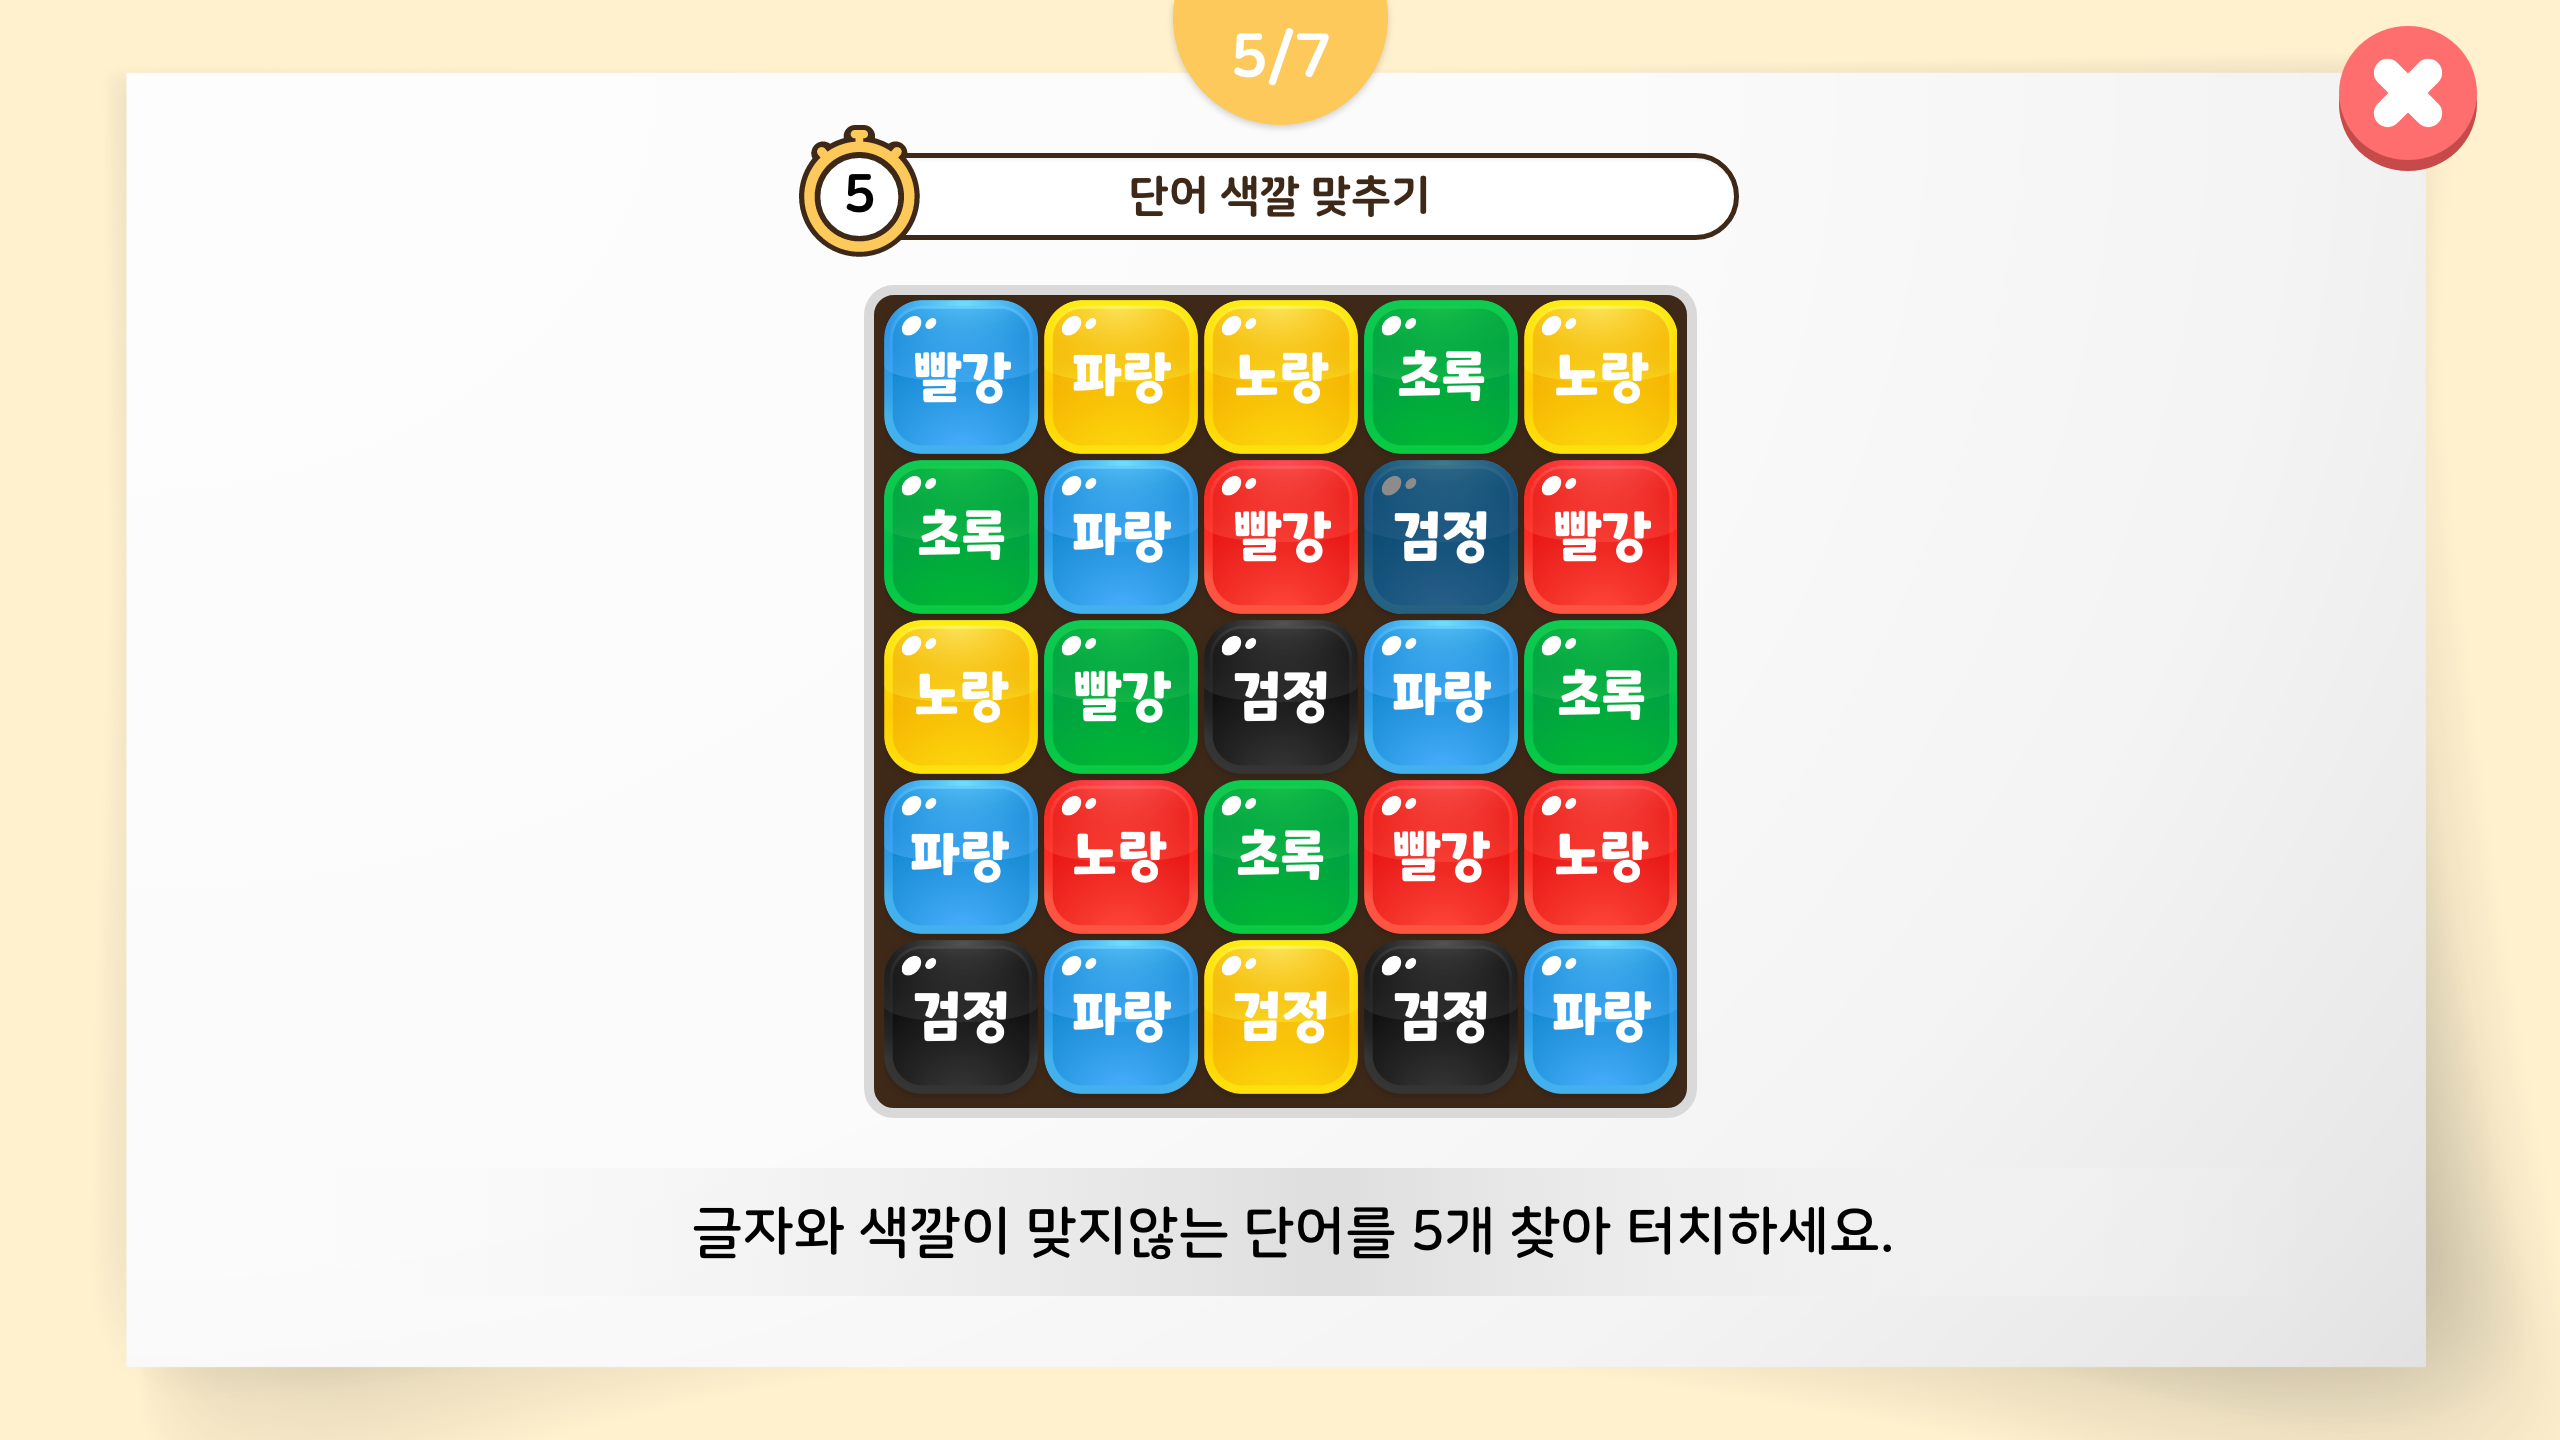 5/7
5
단어 색깔 맞추기
빨강 파랑 노랑 초록 노랑
초록 파랑 빨강 검정 빨강
노랑 빨강 검정 파랑 초록
파랑 노랑 초록 빨강 노랑
검정 파랑 검정 검정 파랑
글자와 색깔이 맞지않는 단어를 5개 찾아 터치하세요.